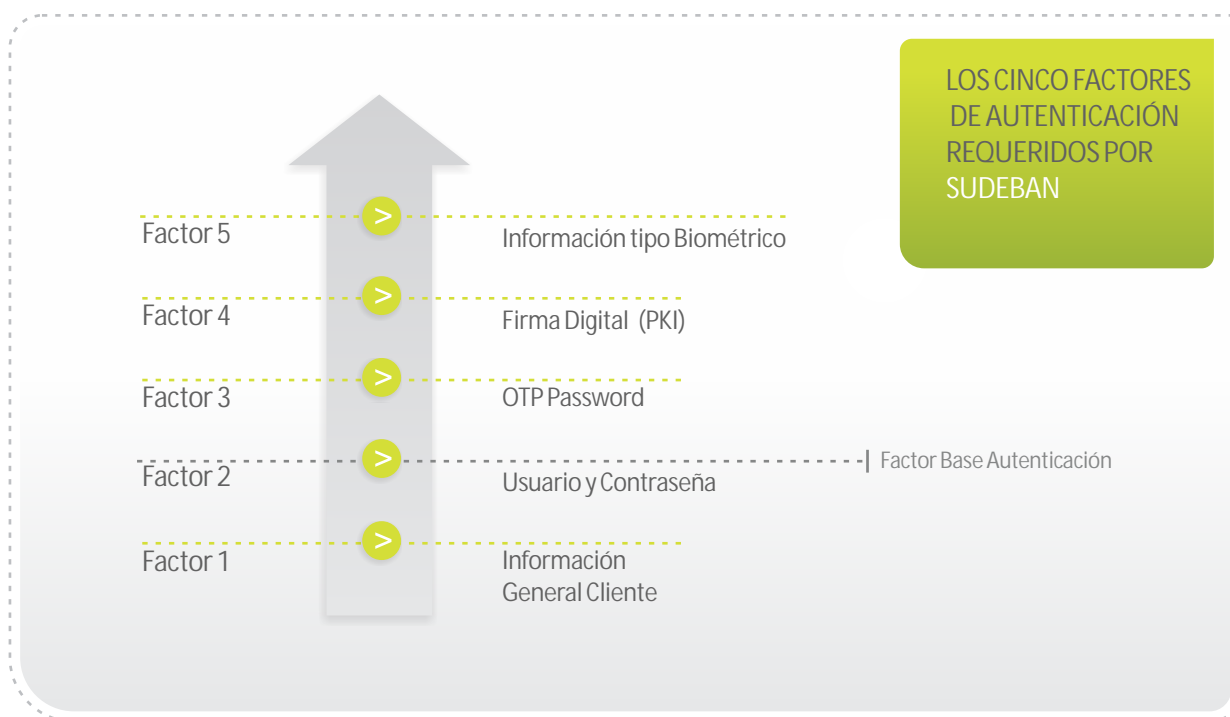 LOS CINCO FACTORES
DE AUTENTICACIÓN
REQUERIDOS POR
SUDEBAN
Factor 5
Información tipo Biométrico
Factor 4
Firma Digital (PKI)
Factor 3
OTP Password
Factor 2
Usuario y Contraseña
Factor Base Autenticación
Factor 1
Información
General Cliente